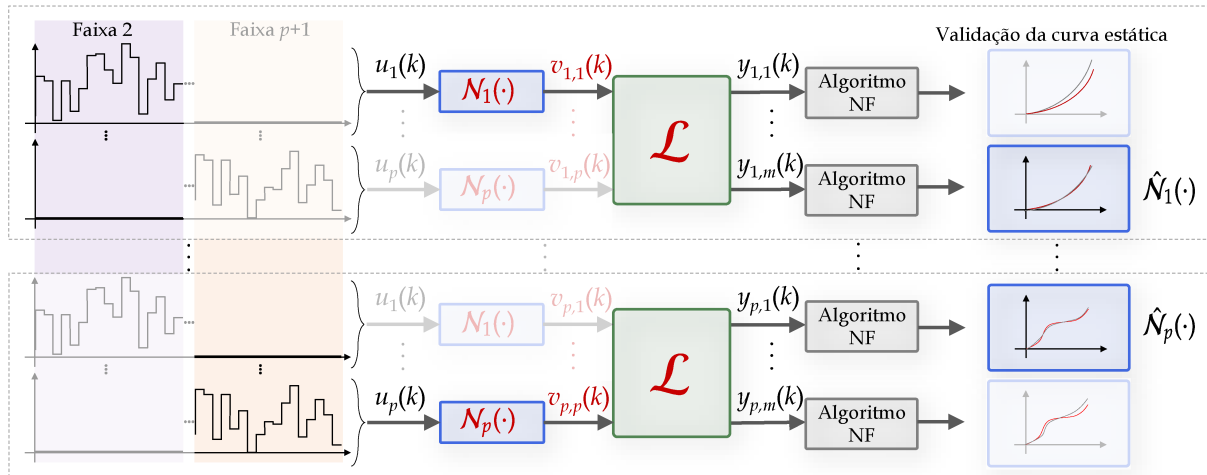 Faixa 2
Faixa p+1
Validação da curva estática
u₁(k)
𝒩₁(·)
v₁,₁(k)
y₁,₁(k)
Algoritmo
NF
ℒ
uₚ(k)
𝒩ₚ(·)
v₁,ₚ(k)
y₁,ₘ(k)
Algoritmo
NF
𝒩̂₁(·)
u₁(k)
𝒩₁(·)
vₚ,₁(k)
yₚ,₁(k)
Algoritmo
NF
𝒩̂ₚ(·)
ℒ
uₚ(k)
𝒩ₚ(·)
vₚ,ₚ(k)
yₚ,ₘ(k)
Algoritmo
NF